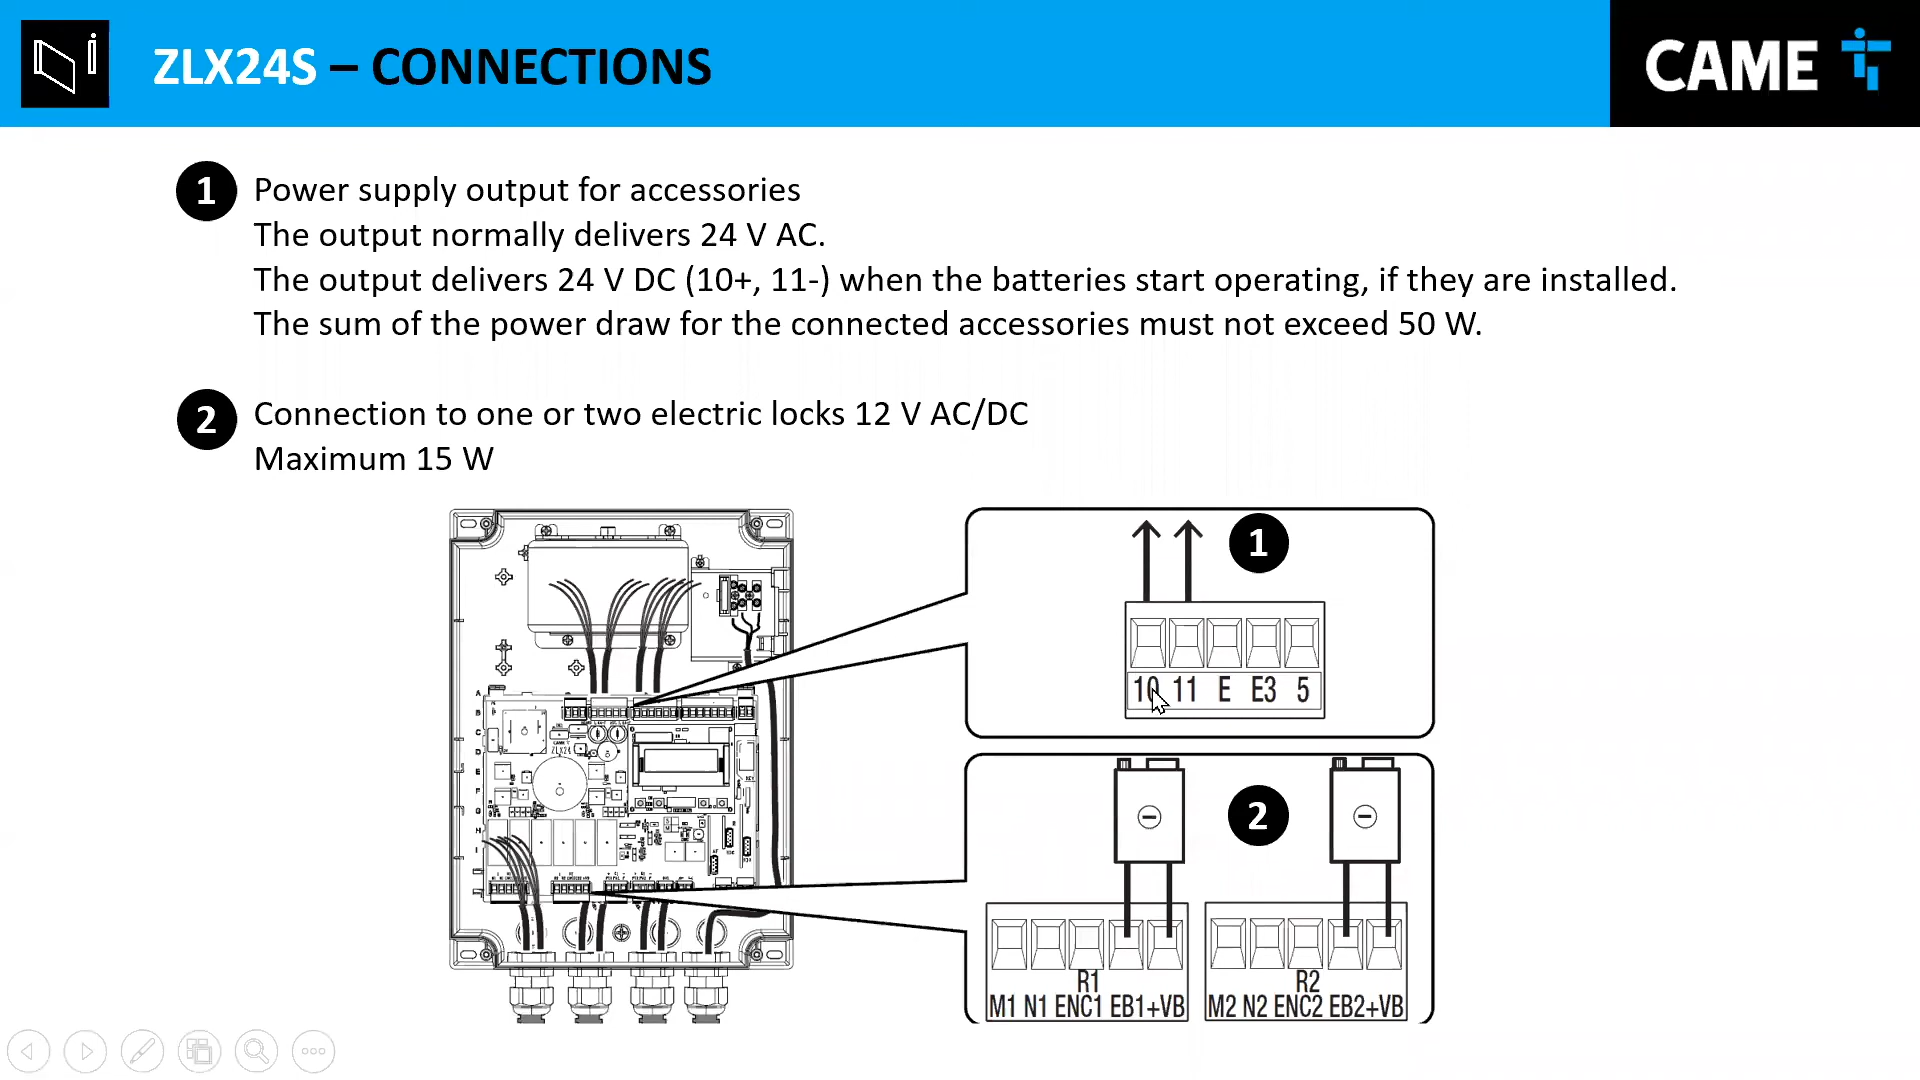 ZLX24S – CONNECTIONS
CAME
1 Power supply output for accessories
The output normally delivers 24 V AC.
The output delivers 24 V DC (10+, 11-) when the batteries start operating, if they are installed.
The sum of the power draw for the connected accessories must not exceed 50 W.
2 Connection to one or two electric locks 12 V AC/DC
Maximum 15 W
1
10 11 E E3 5
2
R1
M1 N1 ENC1 EB1+VB
R2
M2 N2 ENC2 EB2+VB
A
B
C
D
E
F
G
H
I
CAME
ZLX24
KEY